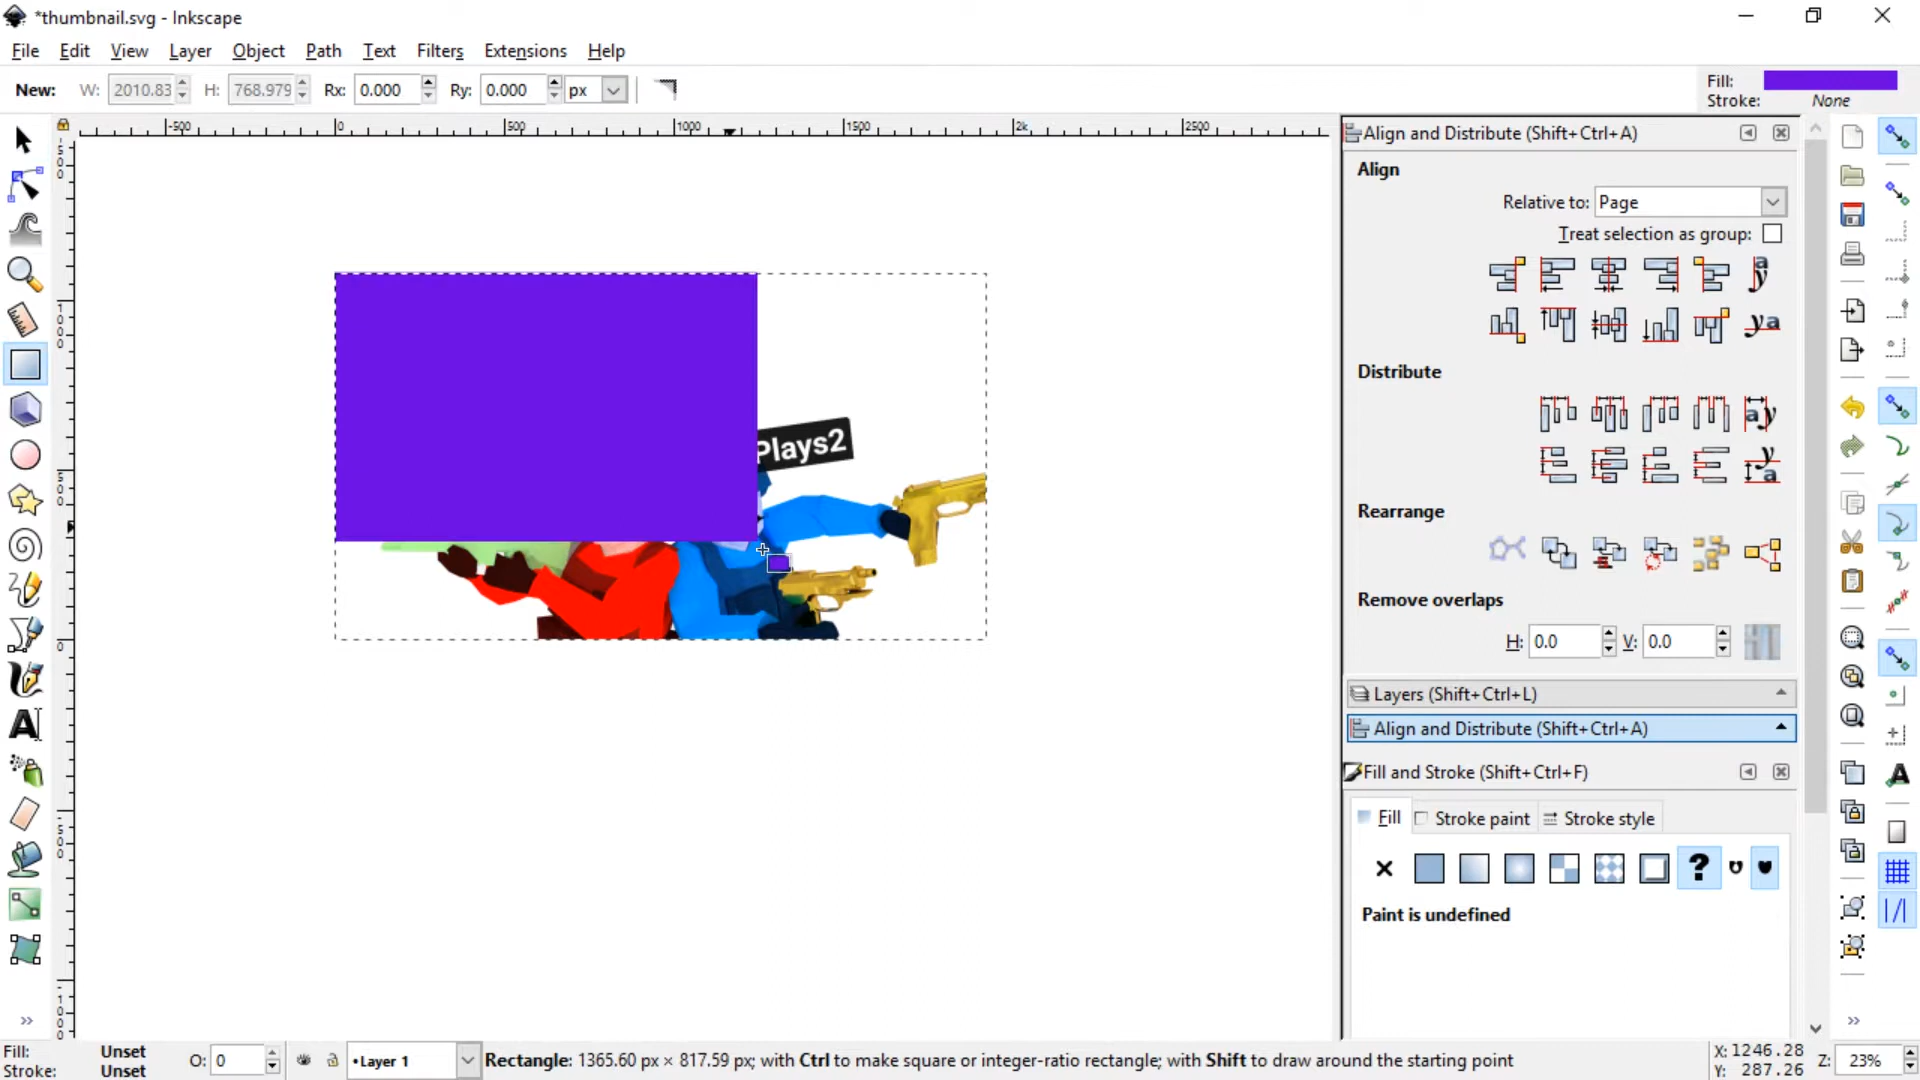 *thumbnail.svg - Inkscape
File Edit View Layer Object Path Text Filters Extensions Help
New: W: 2010.83 H: 768.979 Rx: 0.000 Ry: 0.000 px
Fill:
Stroke: None
-500 0 500 1000 1500 2k 2500
Align and Distribute (Shift+Ctrl+A)
Align
Relative to: Page
Treat selection as group:
Distribute
Plays2
Rearrange
Remove overlaps
H: 0.0 V: 0.0
Layers (Shift+Ctrl+L)
Align and Distribute (Shift+Ctrl+A)
Fill and Stroke (Shift+Ctrl+F)
Fill Stroke paint Stroke style
Paint is undefined
Fill: Unset
Stroke: Unset
O: 0
•Layer 1
Rectangle: 1365.60 px × 817.59 px; with Ctrl to make square or integer-ratio rectangle; with Shift to draw around the starting point
X: 1246.28
Y: 287.26
Z: 23%